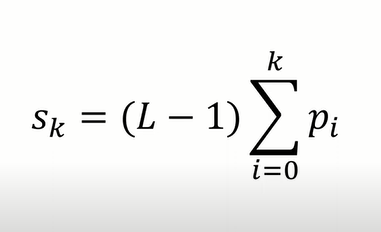 s_k = (L − 1) ∑_{i=0}^{k} p_i